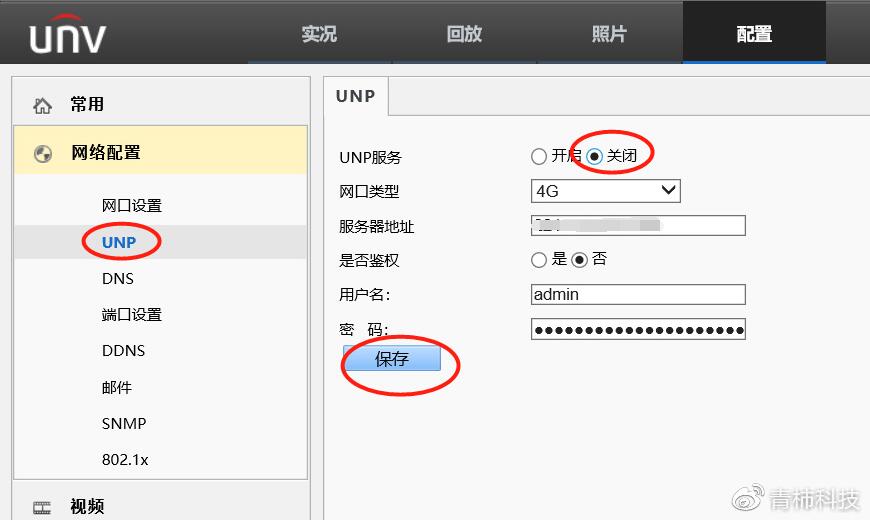 unv
实况 回放 照片 配置
常用
网络配置
网口设置
UNP
DNS
端口设置
DDNS
邮件
SNMP
802.1x
视频
UNP
UNP服务 开启 关闭
网口类型 4G
服务器地址
是否鉴权 是 否
用户名: admin
密 码: ●●●●●●●●●●●●●●●●●●●●●
保存
青柿科技